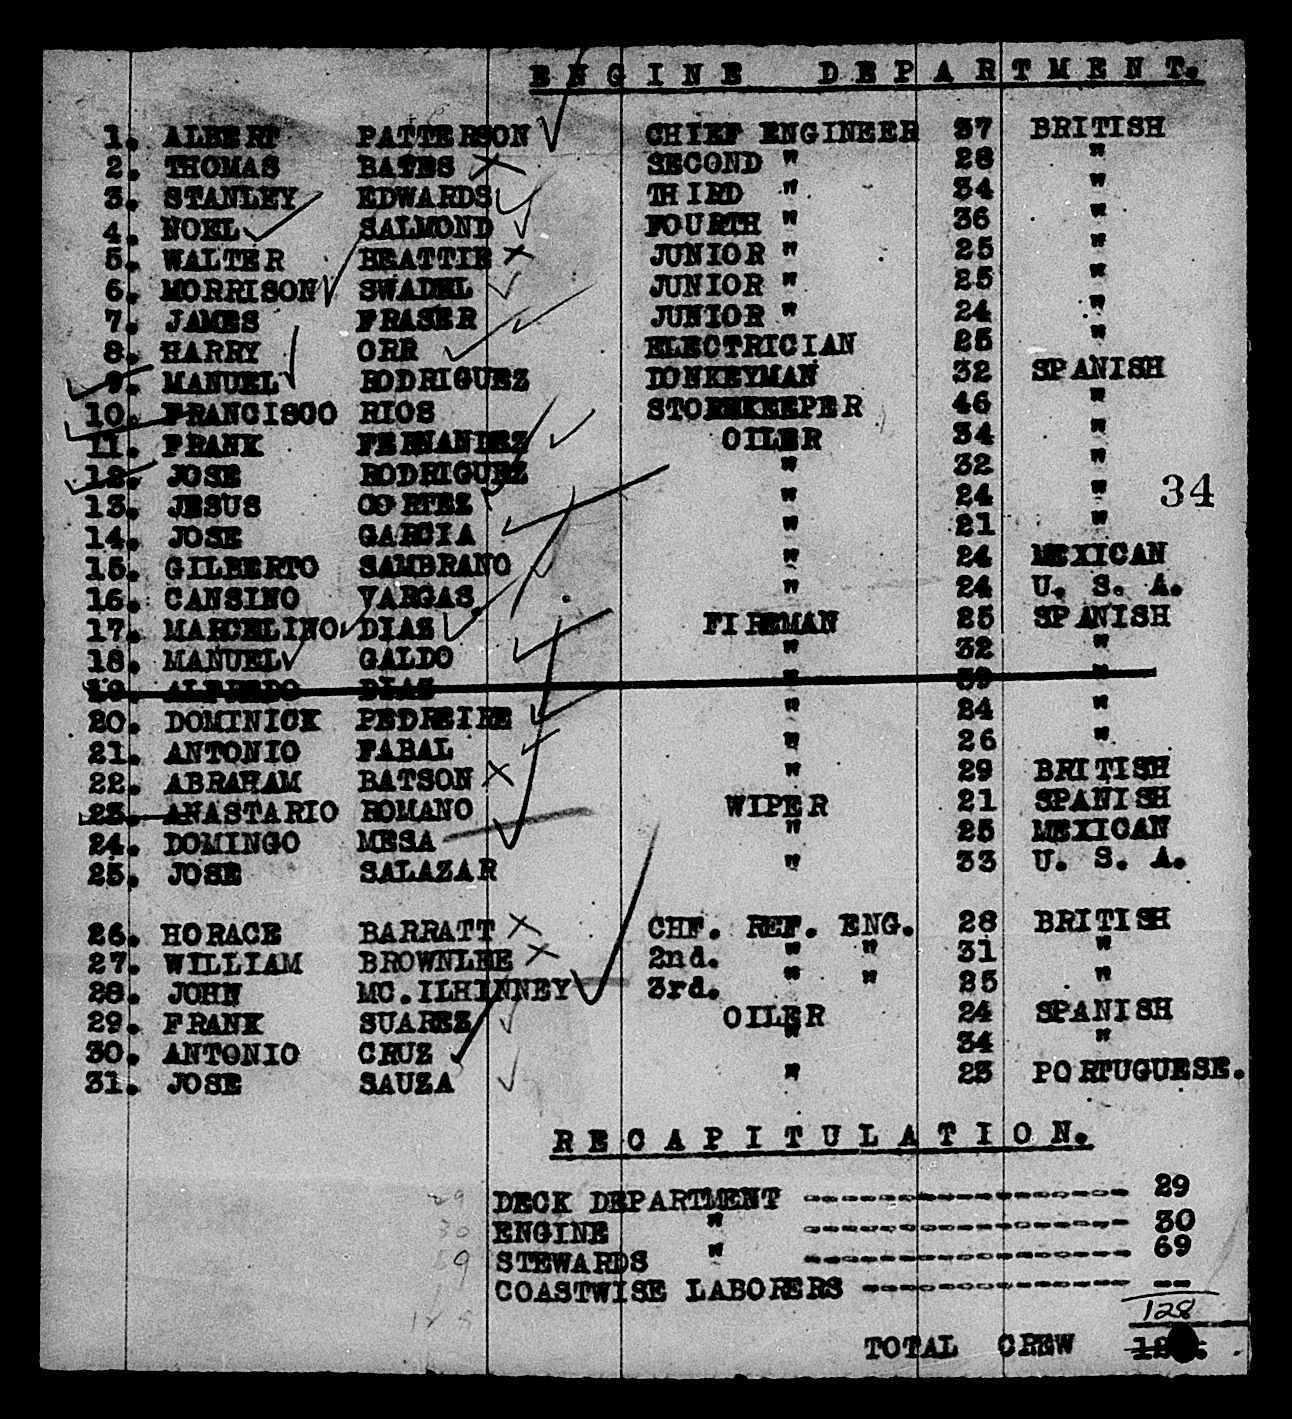 ENGINE DEPARTMENT.
1. ALBERT PATTERSON CHIEF ENGINEER 37 BRITISH
2. THOMAS BATES SECOND " 28 "
3. STANLEY EDWARDS THIRD " 34 "
4. NOEL SALMOND FOURTH " 36 "
5. WALTER BEATTIE JUNIOR " 25 "
6. MORRISON SWADEL JUNIOR " 25 "
7. JAMES FRASER JUNIOR " 24 "
8. HARRY ORR ELECTRICIAN 25 "
9. MANUEL RODRIGUEZ DONKEYMAN 32 SPANISH
10. FRANCISCO RIOS STOREKEEPER 46 "
11. FRANK FERNANDEZ OILER 34 "
12. JOSE RODRIGUEZ " 32 "
13. JESUS CORTEZ " 24 "
34
14. JOSE GARCIA " 21 "
15. GILBERTO SAMBRANO " 24 MEXICAN
16. CANSINO VARGAS " 24 U. S. A.
17. MARCELINO DIAZ FIREMAN 25 SPANISH
18. MANUEL GALDO " 32 "
19. ALFREDO DIAZ " 39 "
20. DOMINICK PEDREIRE " 24 "
21. ANTONIO FABAL " 26 "
22. ABRAHAM BATSON " 29 BRITISH
23. ANASTARIO ROMANO WIPER 21 SPANISH
24. DOMINGO MESA " 25 MEXICAN
25. JOSE SALAZAR " 33 U. S. A.
26. HORACE BARRATT CHF. REF. ENG. 28 BRITISH
27. WILLIAM BROWNLEE 2nd. " " 31 "
28. JOHN MC.ILHINNEY 3rd. " " 25 "
29. FRANK SUAREZ OILER 24 SPANISH
30. ANTONIO CRUZ " 34 "
31. JOSE SAUZA " 23 PORTUGUESE.
RECAPITULATION.
DECK DEPARTMENT ------------------ 29
ENGINE " ------------------ 30
STEWARDS " ------------------ 69
COASTWISE LABORERS --------------- --
128
TOTAL CREW